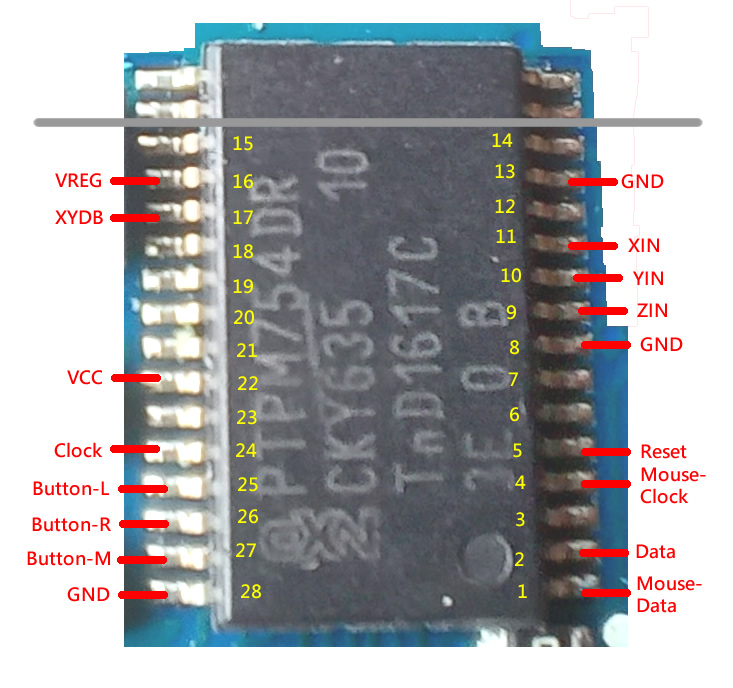 VREG
XYDB
VCC
Clock
Button-L
Button-R
Button-M
GND
15
16
17
18
19
20
21
22
23
24
25
26
27
28
PTPM754DR
CKY635 10
TnD1617C
0 B
14
13
12
11
10
9
8
7
6
5
4
3
2
1
GND
XIN
YIN
ZIN
GND
Reset
Mouse-
Clock
Data
Mouse-
Data